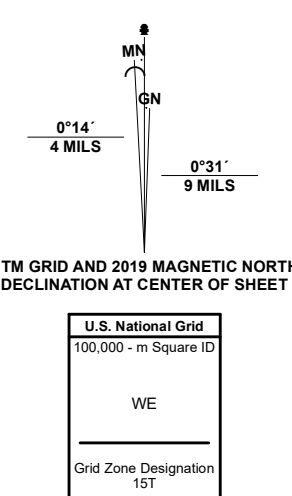 MN
GN
0°14´
4 MILS
0°31´
9 MILS
TM GRID AND 2019 MAGNETIC NORTH
DECLINATION AT CENTER OF SHEET
U.S. National Grid
100,000 - m Square ID
WE
Grid Zone Designation
15T